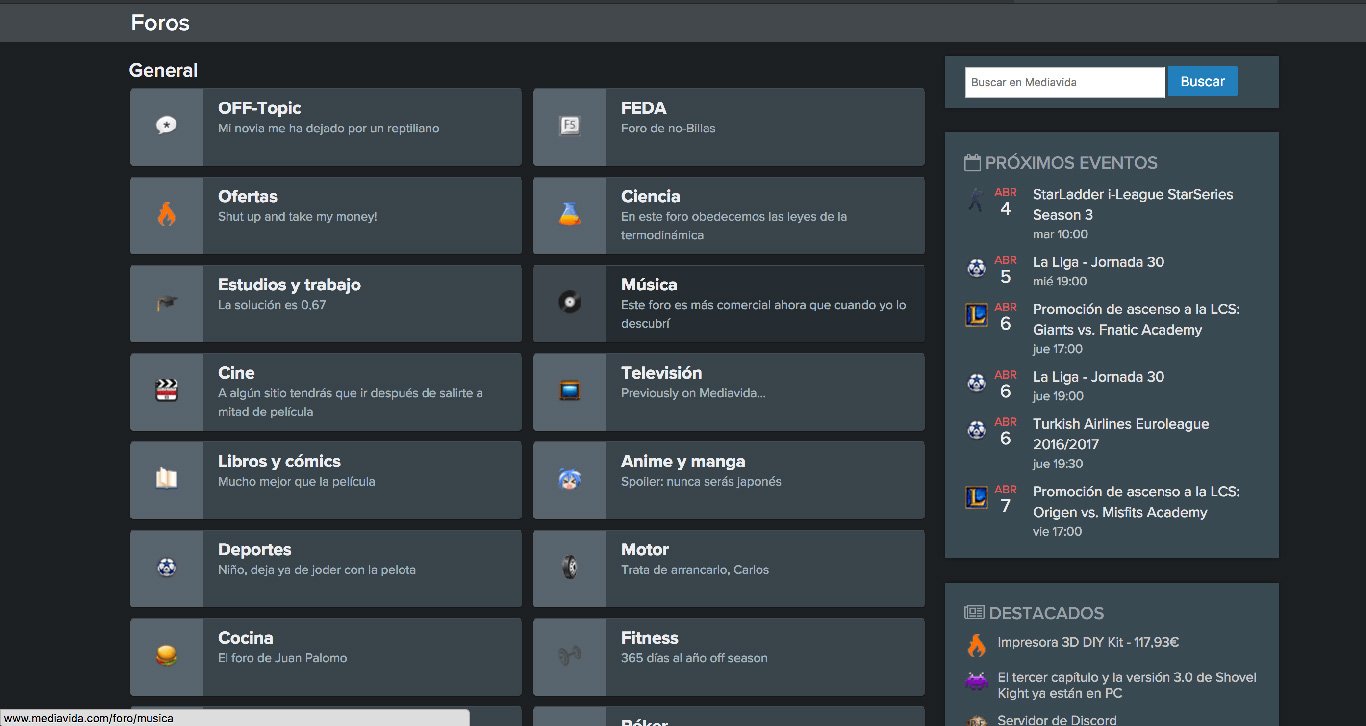 Foros
General
OFF-Topic
Mi novia me ha dejado por un reptiliano
FS
FEDA
Foro de no-Billas
Ofertas
Shut up and take my money!
Ciencia
En este foro obedecemos las leyes de la
termodinámica
Estudios y trabajo
La solución es 0,67
Música
Este foro es más comercial ahora que cuando yo lo
descubrí
Cine
A algún sitio tendrás que ir después de salirte a
mitad de película
Televisión
Previously on Mediavida...
Libros y cómics
Mucho mejor que la película
Anime y manga
Spoiler: nunca serás japonés
Deportes
Niño, deja ya de joder con la pelota
Motor
Trata de arrancarlo, Carlos
Cocina
El foro de Juan Palomo
Fitness
365 días al año off season
Póker
www.mediavida.com/foro/musica
Buscar en Mediavida
Buscar
PRÓXIMOS EVENTOS
ABR
4
StarLadder i-League StarSeries
Season 3
mar 10:00
ABR
5
La Liga - Jornada 30
mié 19:00
L
ABR
6
Promoción de ascenso a la LCS:
Giants vs. Fnatic Academy
jue 17:00
ABR
6
La Liga - Jornada 30
jue 19:00
ABR
6
Turkish Airlines Euroleague
2016/2017
jue 19:30
L
ABR
7
Promoción de ascenso a la LCS:
Origen vs. Misfits Academy
vie 17:00
DESTACADOS
Impresora 3D DIY Kit - 117,93€
El tercer capítulo y la versión 3.0 de Shovel
Kight ya están en PC
Servidor de Discord